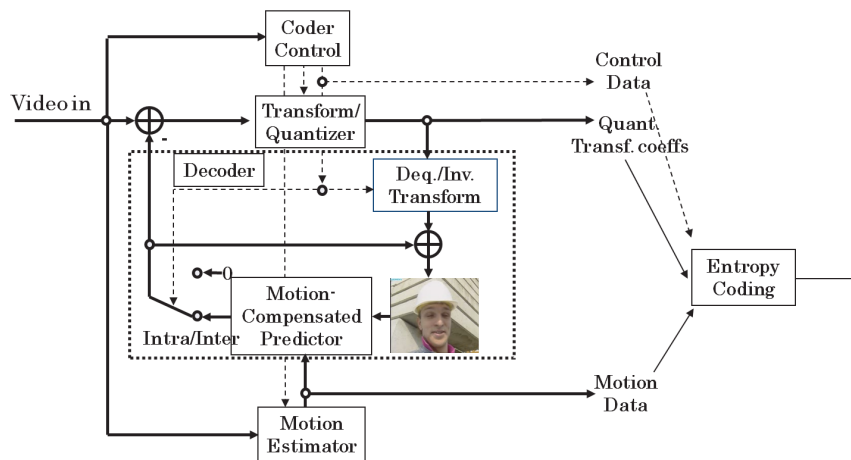 Coder
Control
Control
Data
Video in
Transform/
Quantizer
Quant
Transf. coeffs
-
Decoder
Deq./Inv.
Transform
0
Motion-
Compensated
Predictor
Intra/Inter
Entropy
Coding
Motion
Data
Motion
Estimator